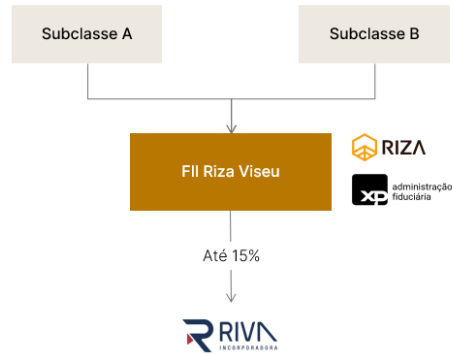 Subclasse A
Subclasse B
FII Riza Viseu
RIZA
xp administração
fiduciária
Até 15%
RIVA
INCORPORADORA